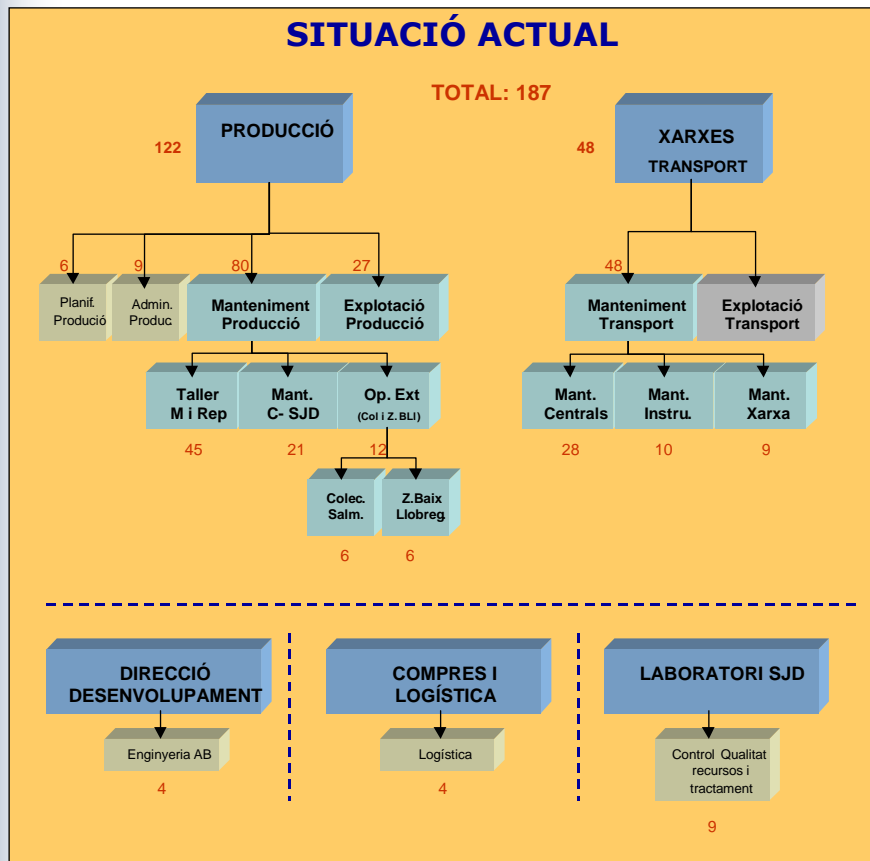 SITUACIÓ ACTUAL
TOTAL: 187
PRODUCCIÓ
122
XARXES
TRANSPORT
48
6
9
80
27
48
Planif.
Produció
Admin.
Produc.
Manteniment
Producció
Explotació
Producció
Manteniment
Transport
Explotació
Transport
Taller
M i Rep
Mant.
C- SJD
Op. Ext
(Col i Z. BLl)
Mant.
Centrals
Mant.
Instru.
Mant.
Xarxa
45
21
12
28
10
9
Colec.
Salm.
Z.Baix
Llobreg.
6
6
DIRECCIÓ
DESENVOLUPAMENT
COMPRES I
LOGÍSTICA
LABORATORI SJD
Enginyeria AB
Logística
Control Qualitat
recursos i
tractament
4
4
9